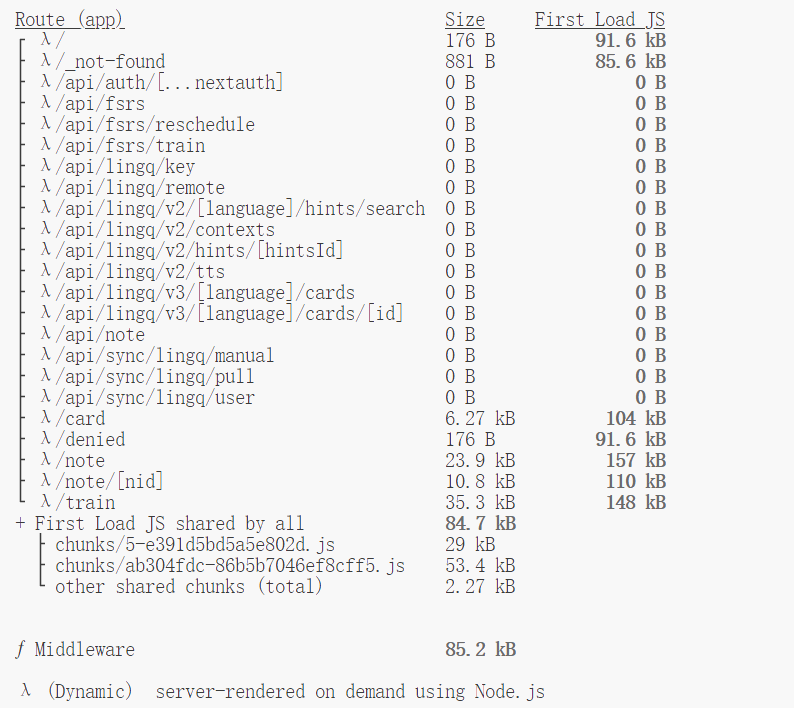 Route (app) Size First Load JS
┌ λ / 176 B 91.6 kB
├ λ /_not-found 881 B 85.6 kB
├ λ /api/auth/[...nextauth] 0 B 0 B
├ λ /api/fsrs 0 B 0 B
├ λ /api/fsrs/reschedule 0 B 0 B
├ λ /api/fsrs/train 0 B 0 B
├ λ /api/lingq/key 0 B 0 B
├ λ /api/lingq/remote 0 B 0 B
├ λ /api/lingq/v2/[language]/hints/search 0 B 0 B
├ λ /api/lingq/v2/contexts 0 B 0 B
├ λ /api/lingq/v2/hints/[hintsId] 0 B 0 B
├ λ /api/lingq/v2/tts 0 B 0 B
├ λ /api/lingq/v3/[language]/cards 0 B 0 B
├ λ /api/lingq/v3/[language]/cards/[id] 0 B 0 B
├ λ /api/note 0 B 0 B
├ λ /api/sync/lingq/manual 0 B 0 B
├ λ /api/sync/lingq/pull 0 B 0 B
├ λ /api/sync/lingq/user 0 B 0 B
├ λ /card 6.27 kB 104 kB
├ λ /denied 176 B 91.6 kB
├ λ /note 23.9 kB 157 kB
├ λ /note/[nid] 10.8 kB 110 kB
└ λ /train 35.3 kB 148 kB
+ First Load JS shared by all 84.7 kB
├ chunks/5-e391d5bd5a5e802d.js 29 kB
├ chunks/ab304fdc-86b5b7046ef8cff5.js 53.4 kB
└ other shared chunks (total) 2.27 kB
ƒ Middleware 85.2 kB
λ (Dynamic) server-rendered on demand using Node.js